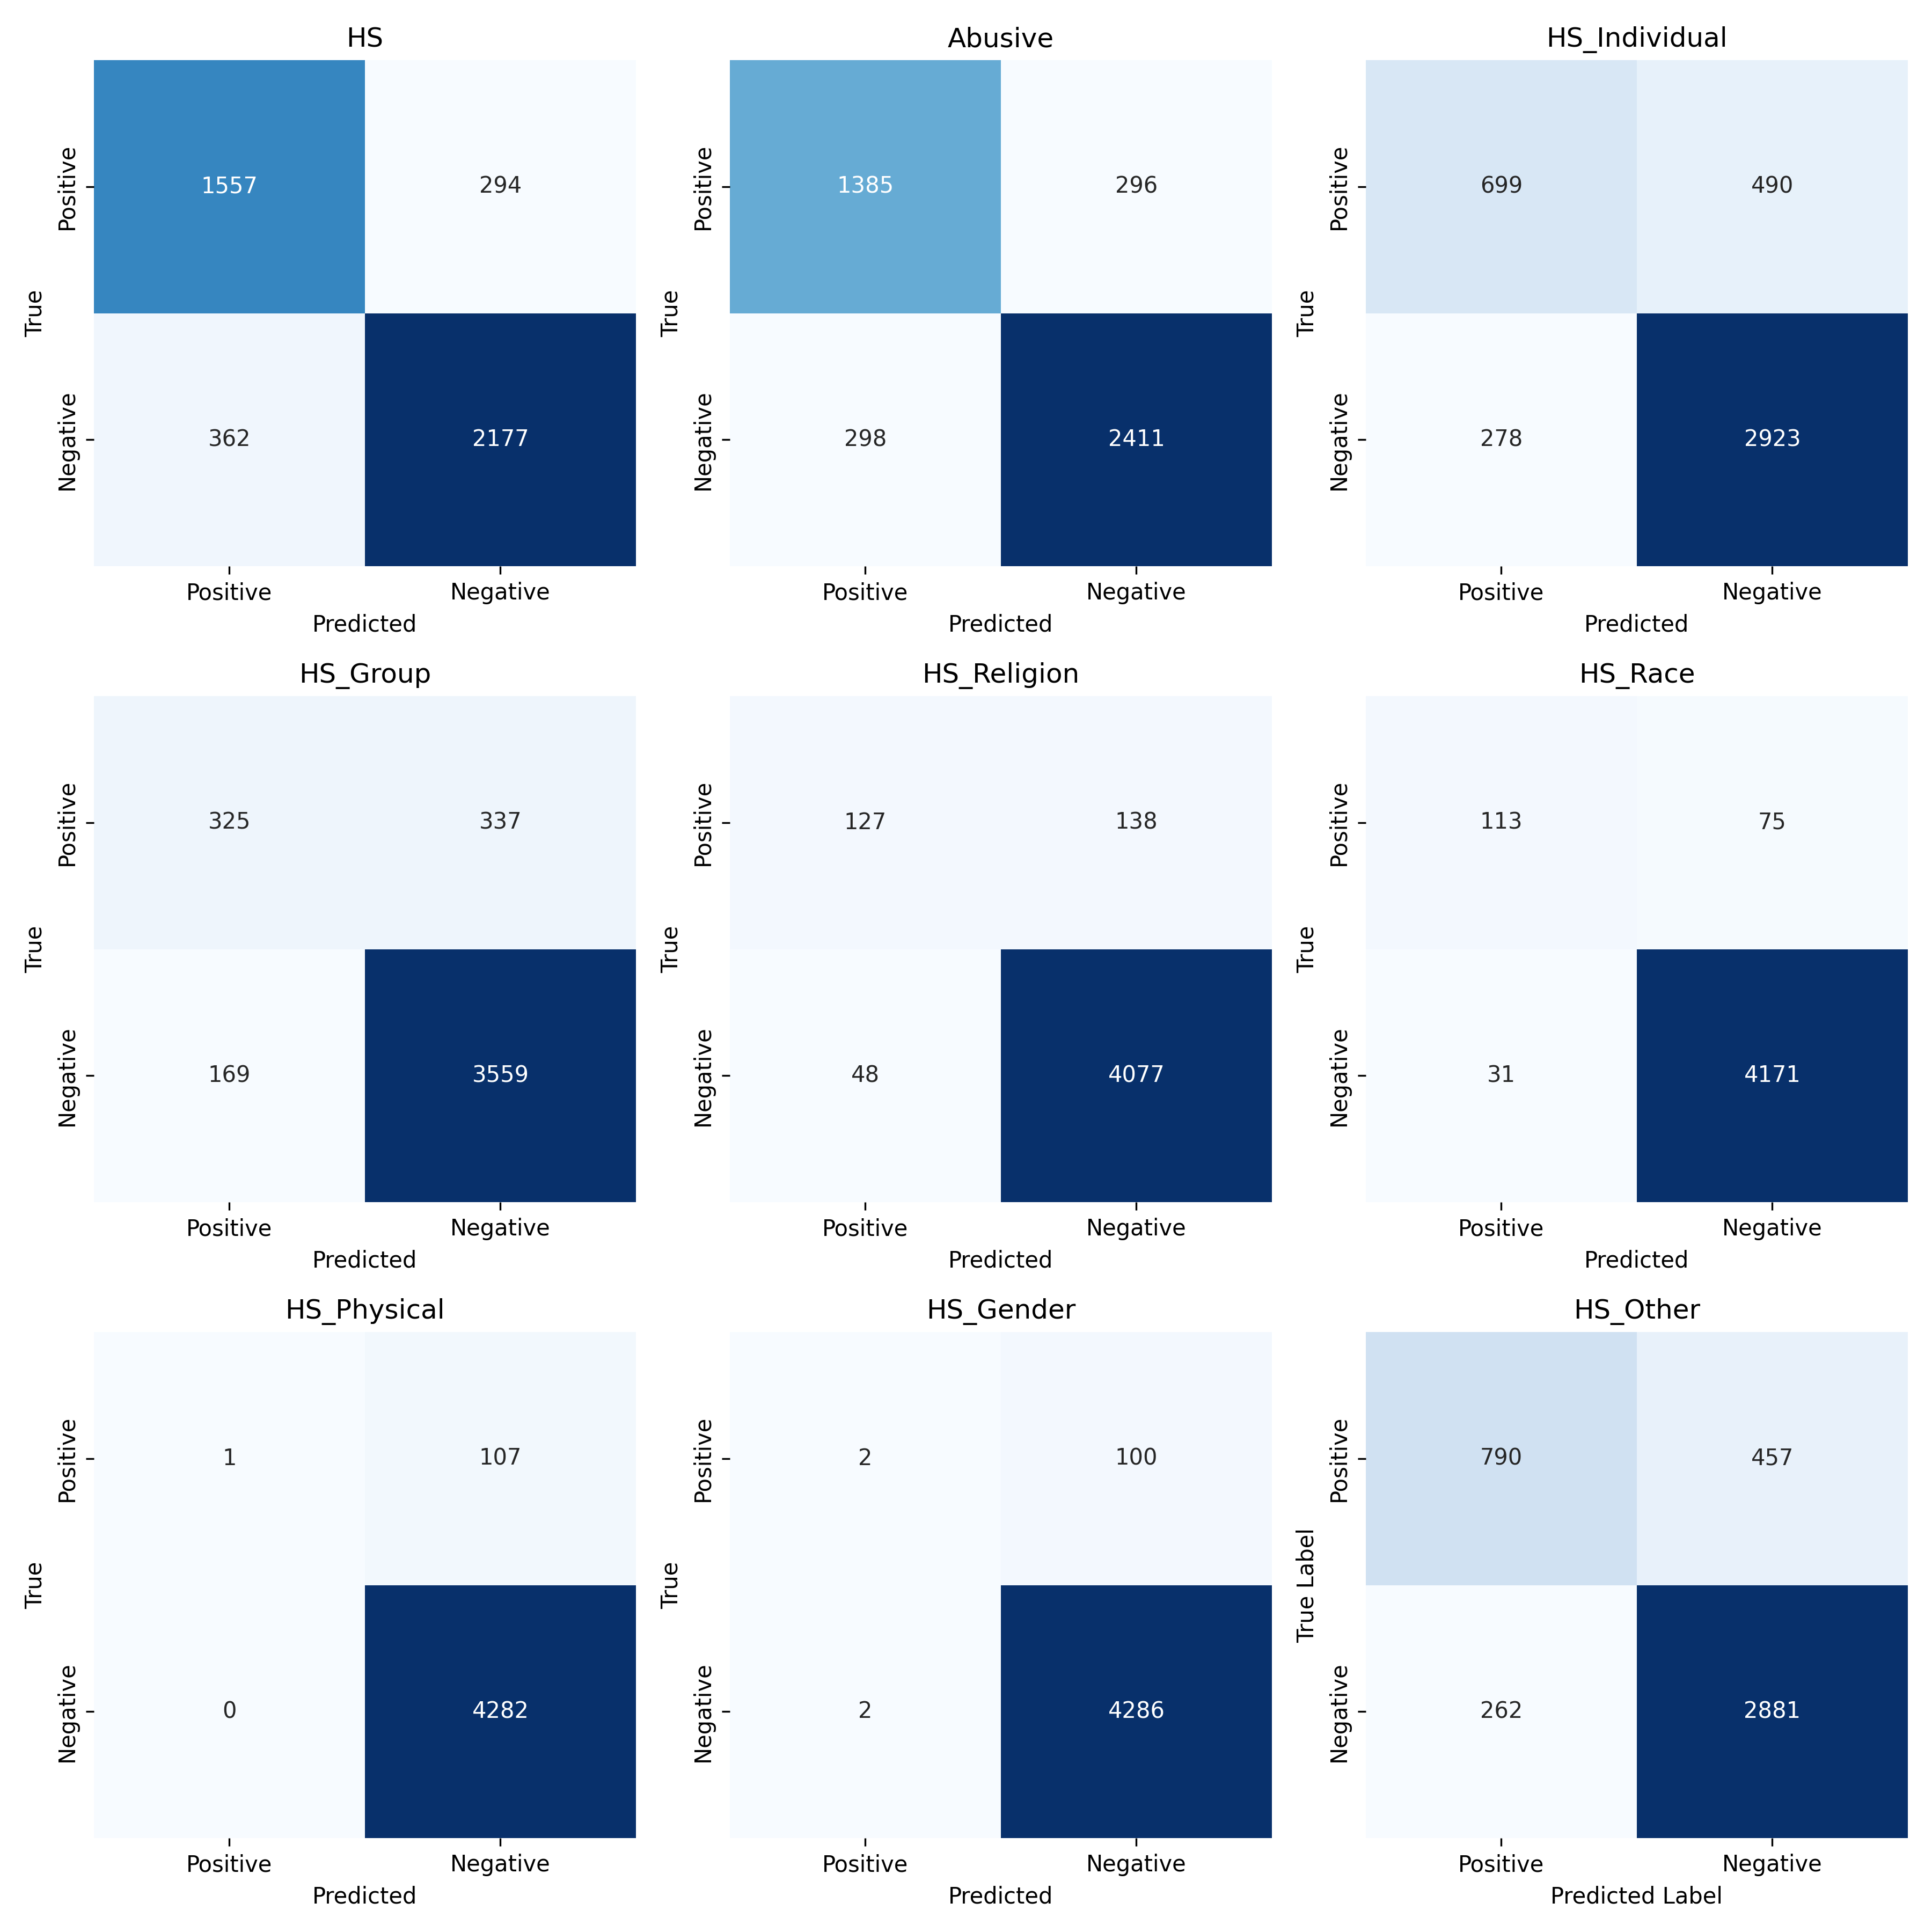 HS
Abusive
HS_Individual
True
Positive
1557
294
Negative
362
2177
Positive
Negative
Predicted
True
Positive
1385
296
Negative
298
2411
Positive
Negative
Predicted
True
Positive
699
490
Negative
278
2923
Positive
Negative
Predicted
HS_Group
HS_Religion
HS_Race
True
Positive
325
337
Negative
169
3559
Positive
Negative
Predicted
True
Positive
127
138
Negative
48
4077
Positive
Negative
Predicted
True
Positive
113
75
Negative
31
4171
Positive
Negative
Predicted
HS_Physical
HS_Gender
HS_Other
True
Positive
1
107
Negative
0
4282
Positive
Negative
Predicted
True
Positive
2
100
Negative
2
4286
Positive
Negative
Predicted
True Label
Positive
790
457
Negative
262
2881
Positive
Negative
Predicted Label